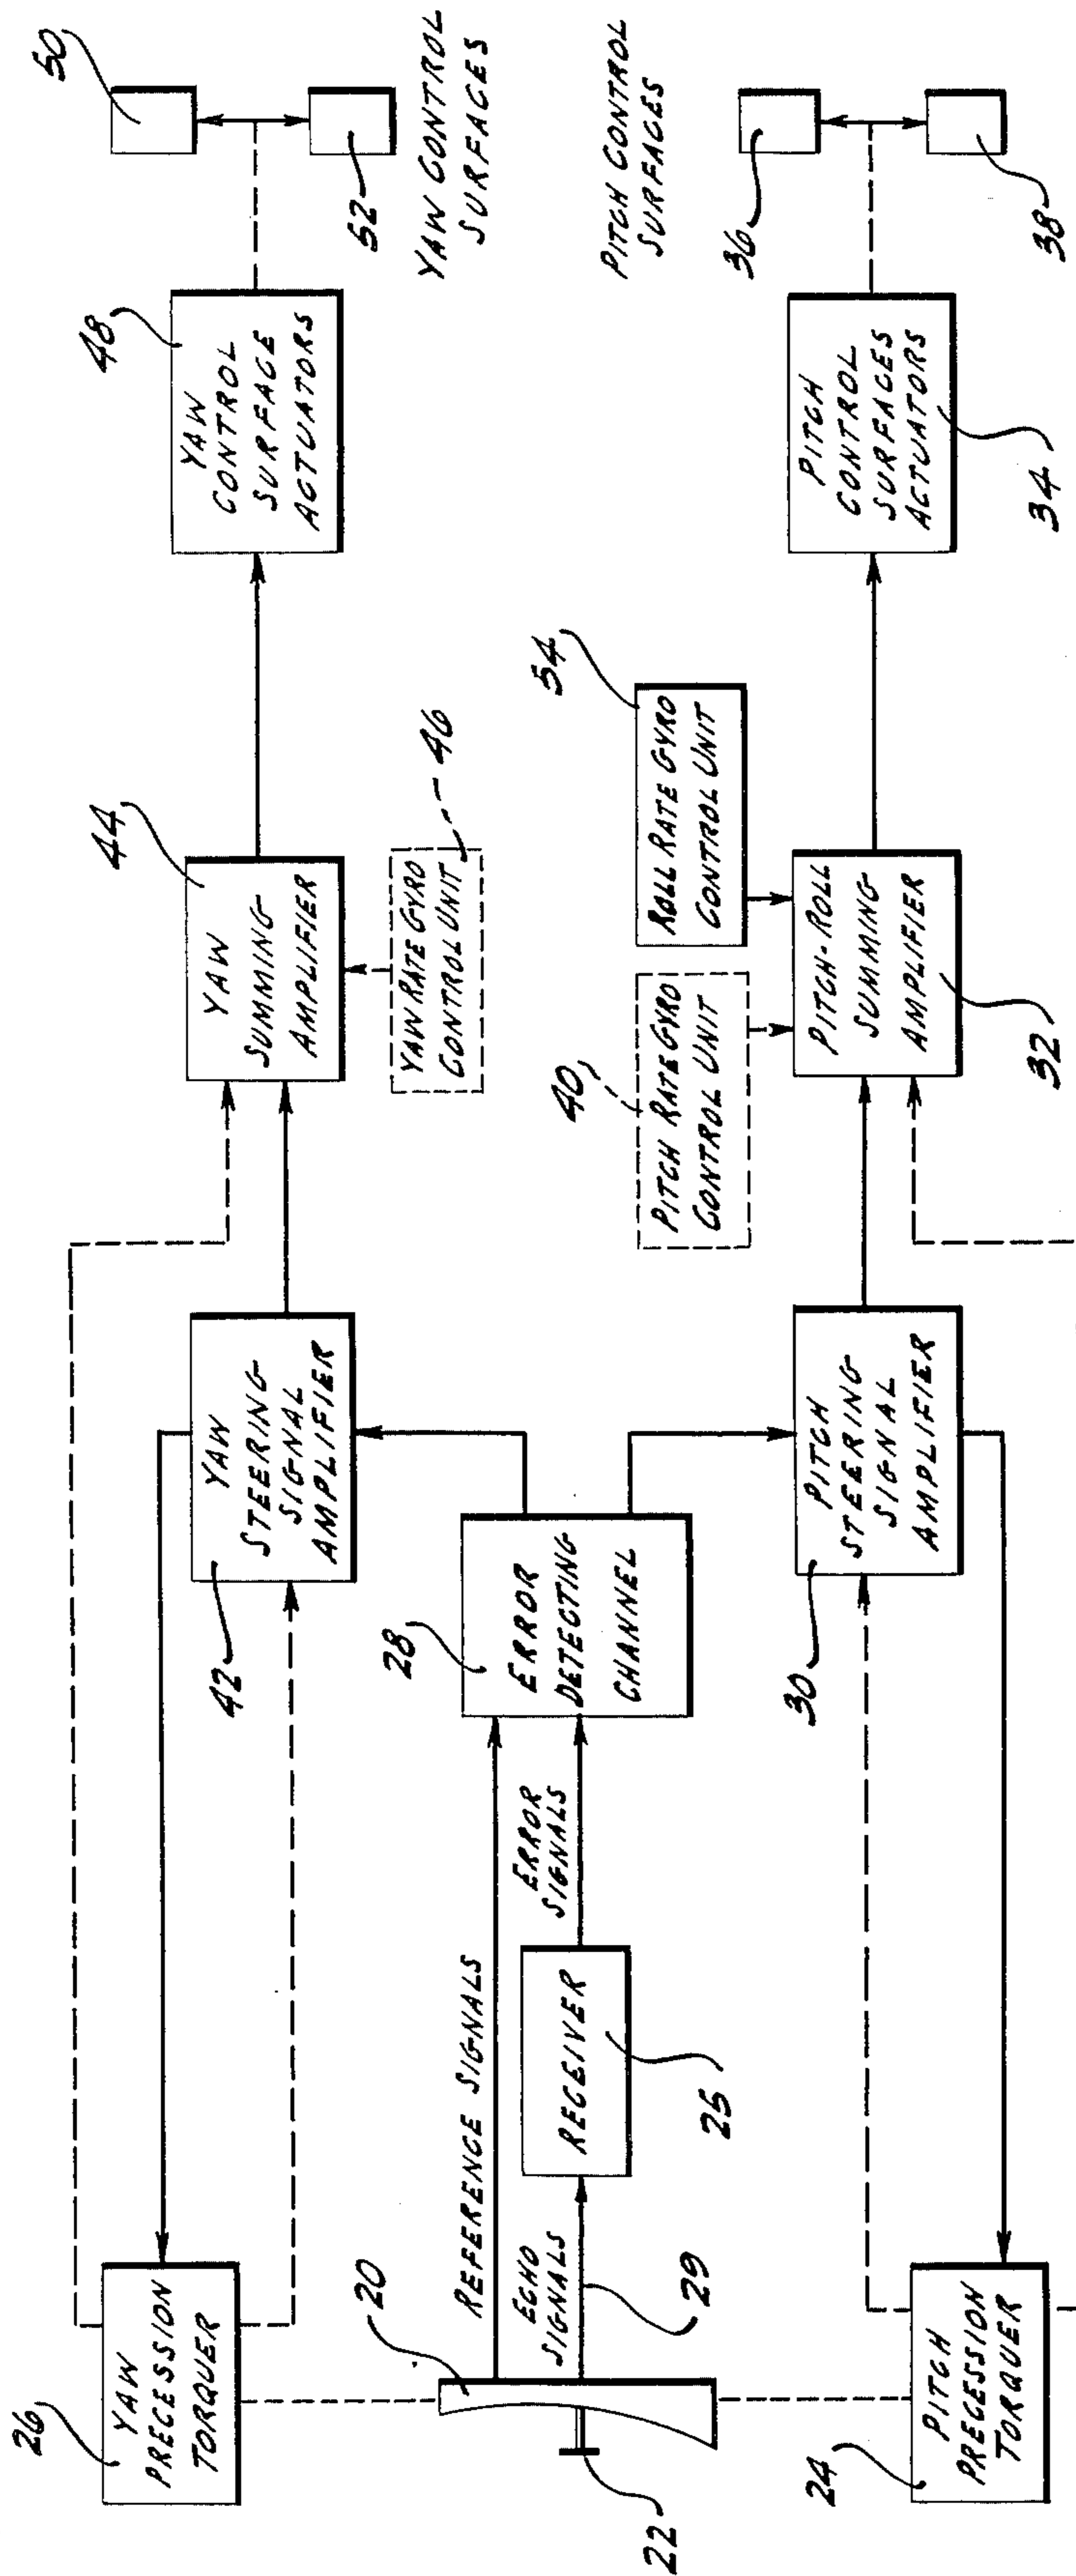 26
YAW
PRECESSION
TORQUER
42
YAW
STEERING
SIGNAL
AMPLIFIER
44
YAW
SUMMING
AMPLIFIER
YAW RATE GYRO
CONTROL UNIT
46
48
YAW
CONTROL
SURFACE
ACTUATORS
50
52
YAW CONTROL
SURFACES
20
22
REFERENCE SIGNALS
ECHO
SIGNALS
29
RECEIVER
25
ERROR
SIGNALS
28
ERROR
DETECTING
CHANNEL
24
PITCH
PRECESSION
TORQUER
30
PITCH
STEERING
SIGNAL
AMPLIFIER
40
PITCH RATE GYRO
CONTROL UNIT
54
ROLL RATE GYRO
CONTROL UNIT
PITCH-ROLL
SUMMING
AMPLIFIER
32
PITCH
CONTROL
SURFACES
ACTUATORS
34
PITCH CONTROL
SURFACES
36
38